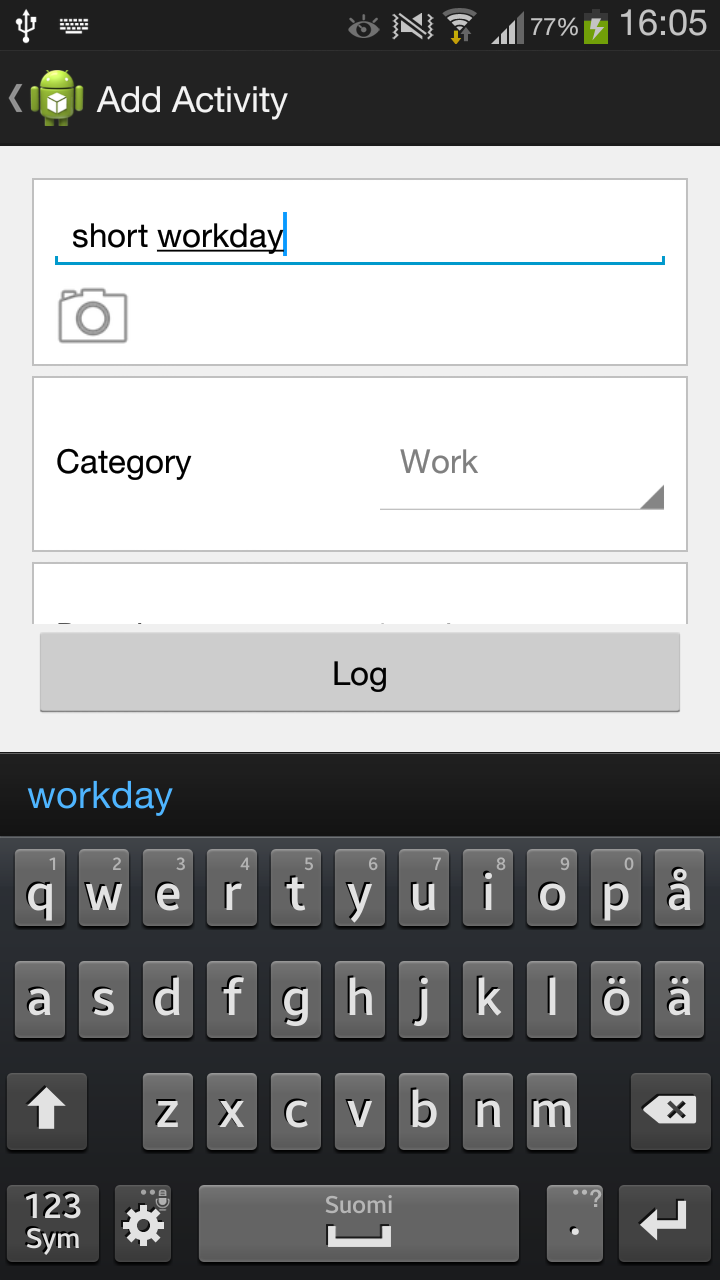 77% 16:05
Add Activity
short workday
Category Work
Log
workday
1 2 3 4 5 6 7 8 9 0
q w e r t y u i o p å
a s d f g h j k l ö ä
z x c v b n m
123 Suomi ?
Sym .